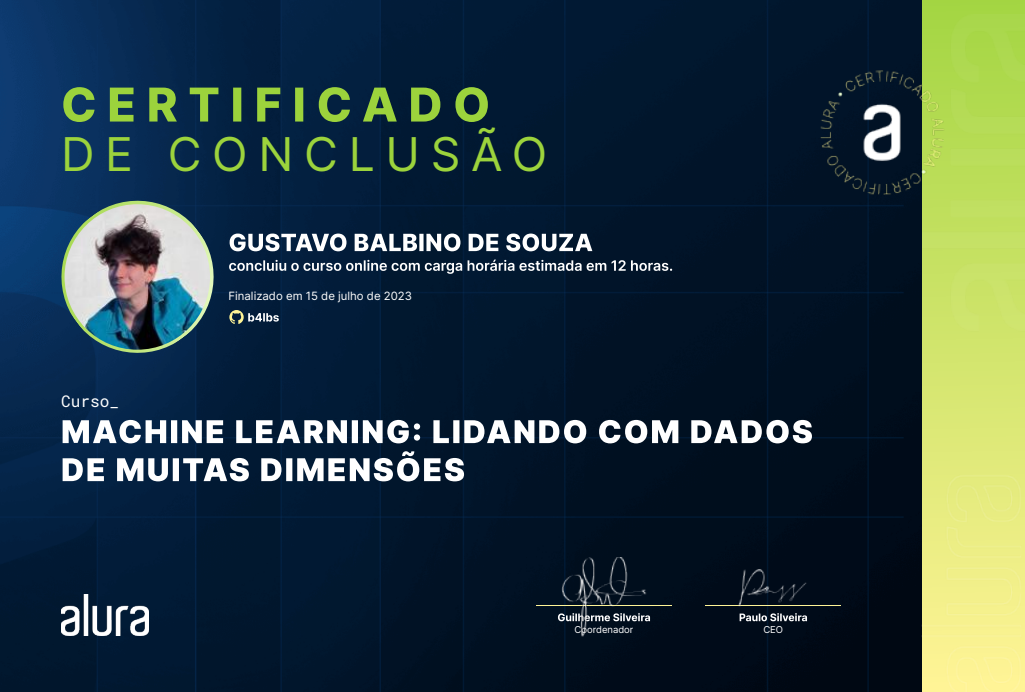 CERTIFICADO
DE CONCLUSÃO
CERTIFICADO ALURA • CERTIFICADO ALURA •
a
GUSTAVO BALBINO DE SOUZA
concluiu o curso online com carga horária estimada em 12 horas.
Finalizado em 15 de julho de 2023
b4lbs
Curso_
MACHINE LEARNING: LIDANDO COM DADOS
DE MUITAS DIMENSÕES
alura
Guilherme Silveira
Coordenador
Paulo Silveira
CEO